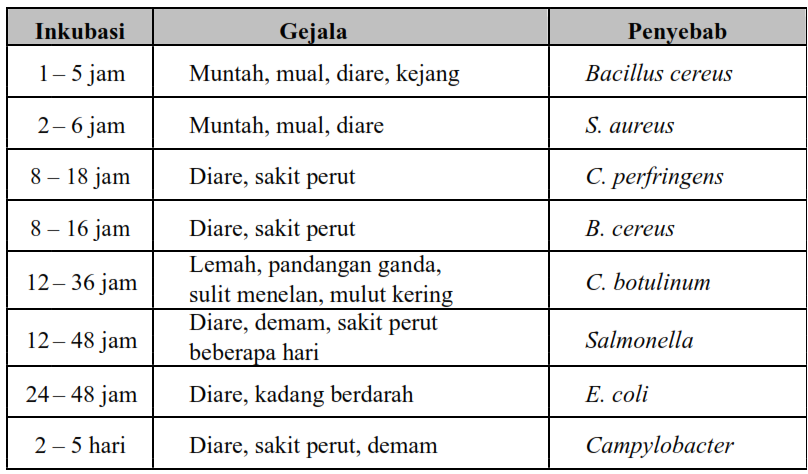 Inkubasi Gejala Penyebab
1 – 5 jam Muntah, mual, diare, kejang Bacillus cereus
2 – 6 jam Muntah, mual, diare S. aureus
8 – 18 jam Diare, sakit perut C. perfringens
8 – 16 jam Diare, sakit perut B. cereus
12 – 36 jam Lemah, pandangan ganda,
sulit menelan, mulut kering C. botulinum
12 – 48 jam Diare, demam, sakit perut
beberapa hari Salmonella
24 – 48 jam Diare, kadang berdarah E. coli
2 – 5 hari Diare, sakit perut, demam Campylobacter